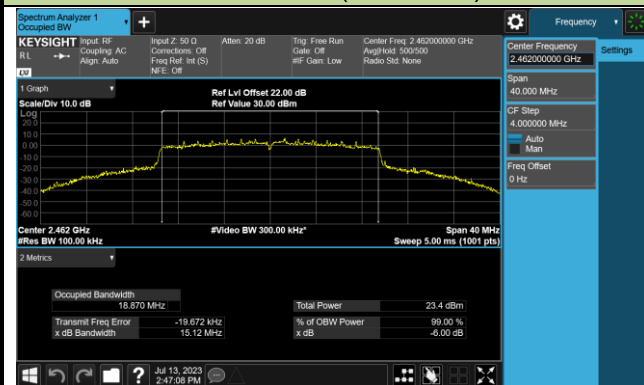 Spectrum Analyzer 1
Occupied BW
Frequency
KEYSIGHT
RL
Input: RF
Coupling: AC
Align: Auto
Input Z: 50 Ω
Corrections: Off
Freq Ref: Int (S)
NFE: Off
Atten: 20 dB
Trig: Free Run
Gate: Off
#IF Gain: Low
Center Freq: 2.462000000 GHz
Avg|Hold: 500/500
Radio Std: None
Center Frequency
2.462000000 GHz
Settings
Span
40.000 MHz
CF Step
4.000000 MHz
Auto
Man
Freq Offset
0 Hz
1 Graph
Scale/Div 10.0 dB
Ref Lvl Offset 22.00 dB
Ref Value 30.00 dBm
Log
20.0
10.0
0.00
-10.0
-20.0
-30.0
-40.0
-50.0
-60.0
Center 2.462 GHz
#Res BW 100.00 kHz
#Video BW 300.00 kHz*
Span 40 MHz
Sweep 5.00 ms (1001 pts)
2 Metrics
Occupied Bandwidth
18.870 MHz
Total Power 23.4 dBm
Transmit Freq Error -19.672 kHz
% of OBW Power 99.00 %
x dB Bandwidth 15.12 MHz
x dB -6.00 dB
Jul 13, 2023
2:47:08 PM